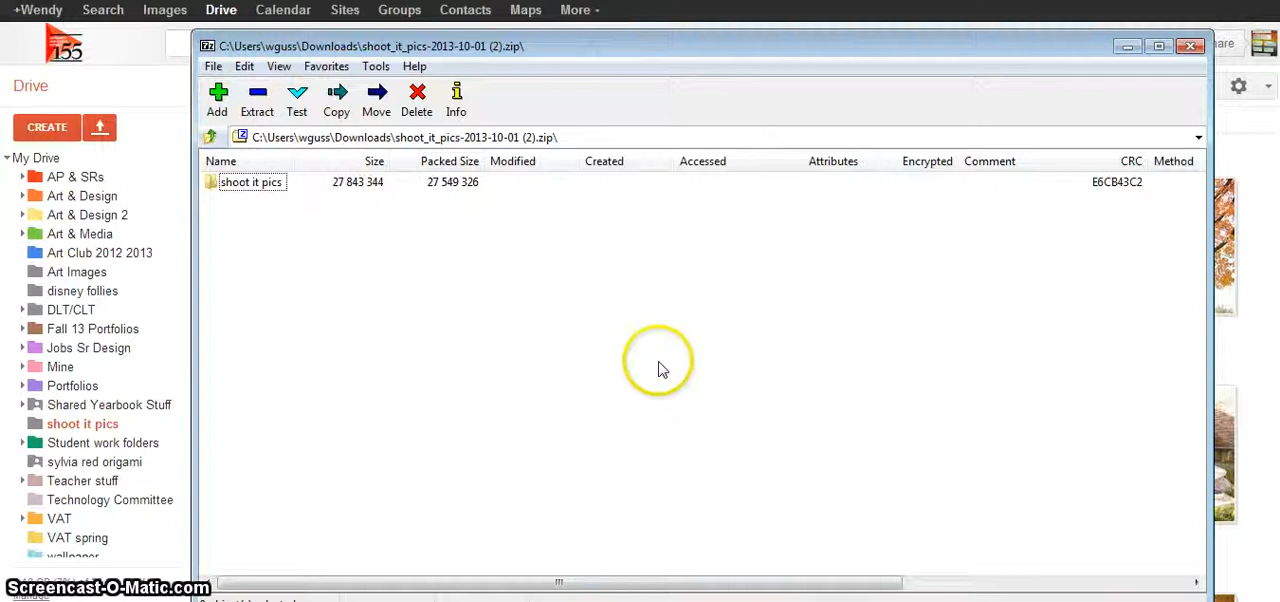 +Wendy Search Images Drive Calendar Sites Groups Contacts Maps More
155
C:\Users\wguss\Downloads\shoot_it_pics-2013-10-01 (2).zip\
File Edit View Favorites Tools Help
Drive
Add Extract Test Copy Move Delete Info
CREATE
C:\Users\wguss\Downloads\shoot_it_pics-2013-10-01 (2).zip\
My Drive
Name Size Packed Size Modified Created Accessed Attributes Encrypted Comment CRC Method
AP & SRs
shoot it pics 27 843 344 27 549 326 E6CB43C2
Art & Design
Art & Design 2
Art & Media
Art Club 2012 2013
Art Images
disney follies
DLT/CLT
Fall 13 Portfolios
Jobs Sr Design
Mine
Portfolios
Shared Yearbook Stuff
shoot it pics
Student work folders
sylvia red origami
Teacher stuff
Technology Committee
VAT
VAT spring
wallpaper
Screencast-O-Matic.com